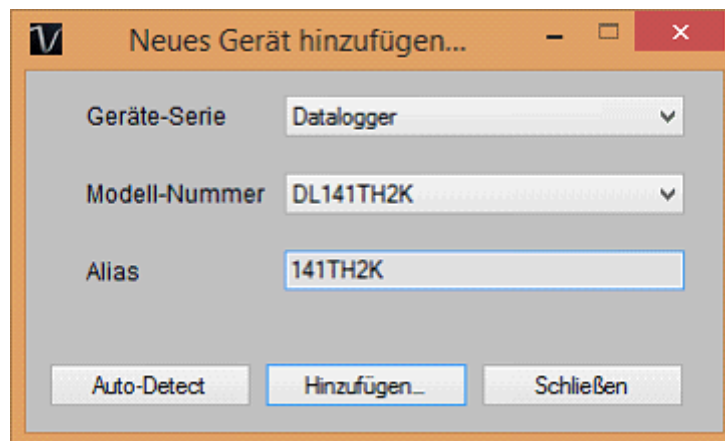 Neues Gerät hinzufügen...
Geräte-Serie Datalogger
Modell-Nummer DL141TH2K
Alias 141TH2K
Auto-Detect Hinzufügen... Schließen